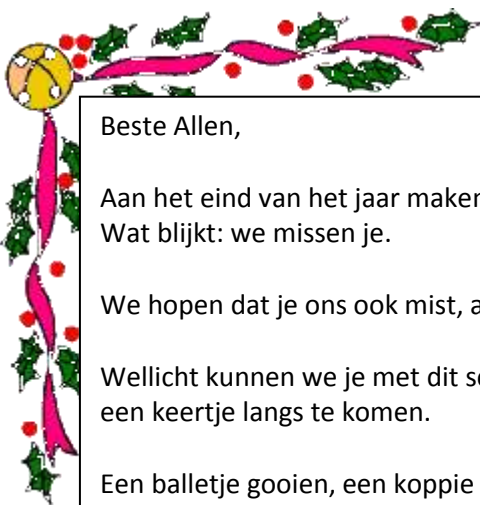 Beste Allen,
Aan het eind van het jaar maken
Wat blijkt: we missen je.
We hopen dat je ons ook mist,
Wellicht kunnen we je met dit
een keertje langs te komen.
Een balletje gooien, een koppie